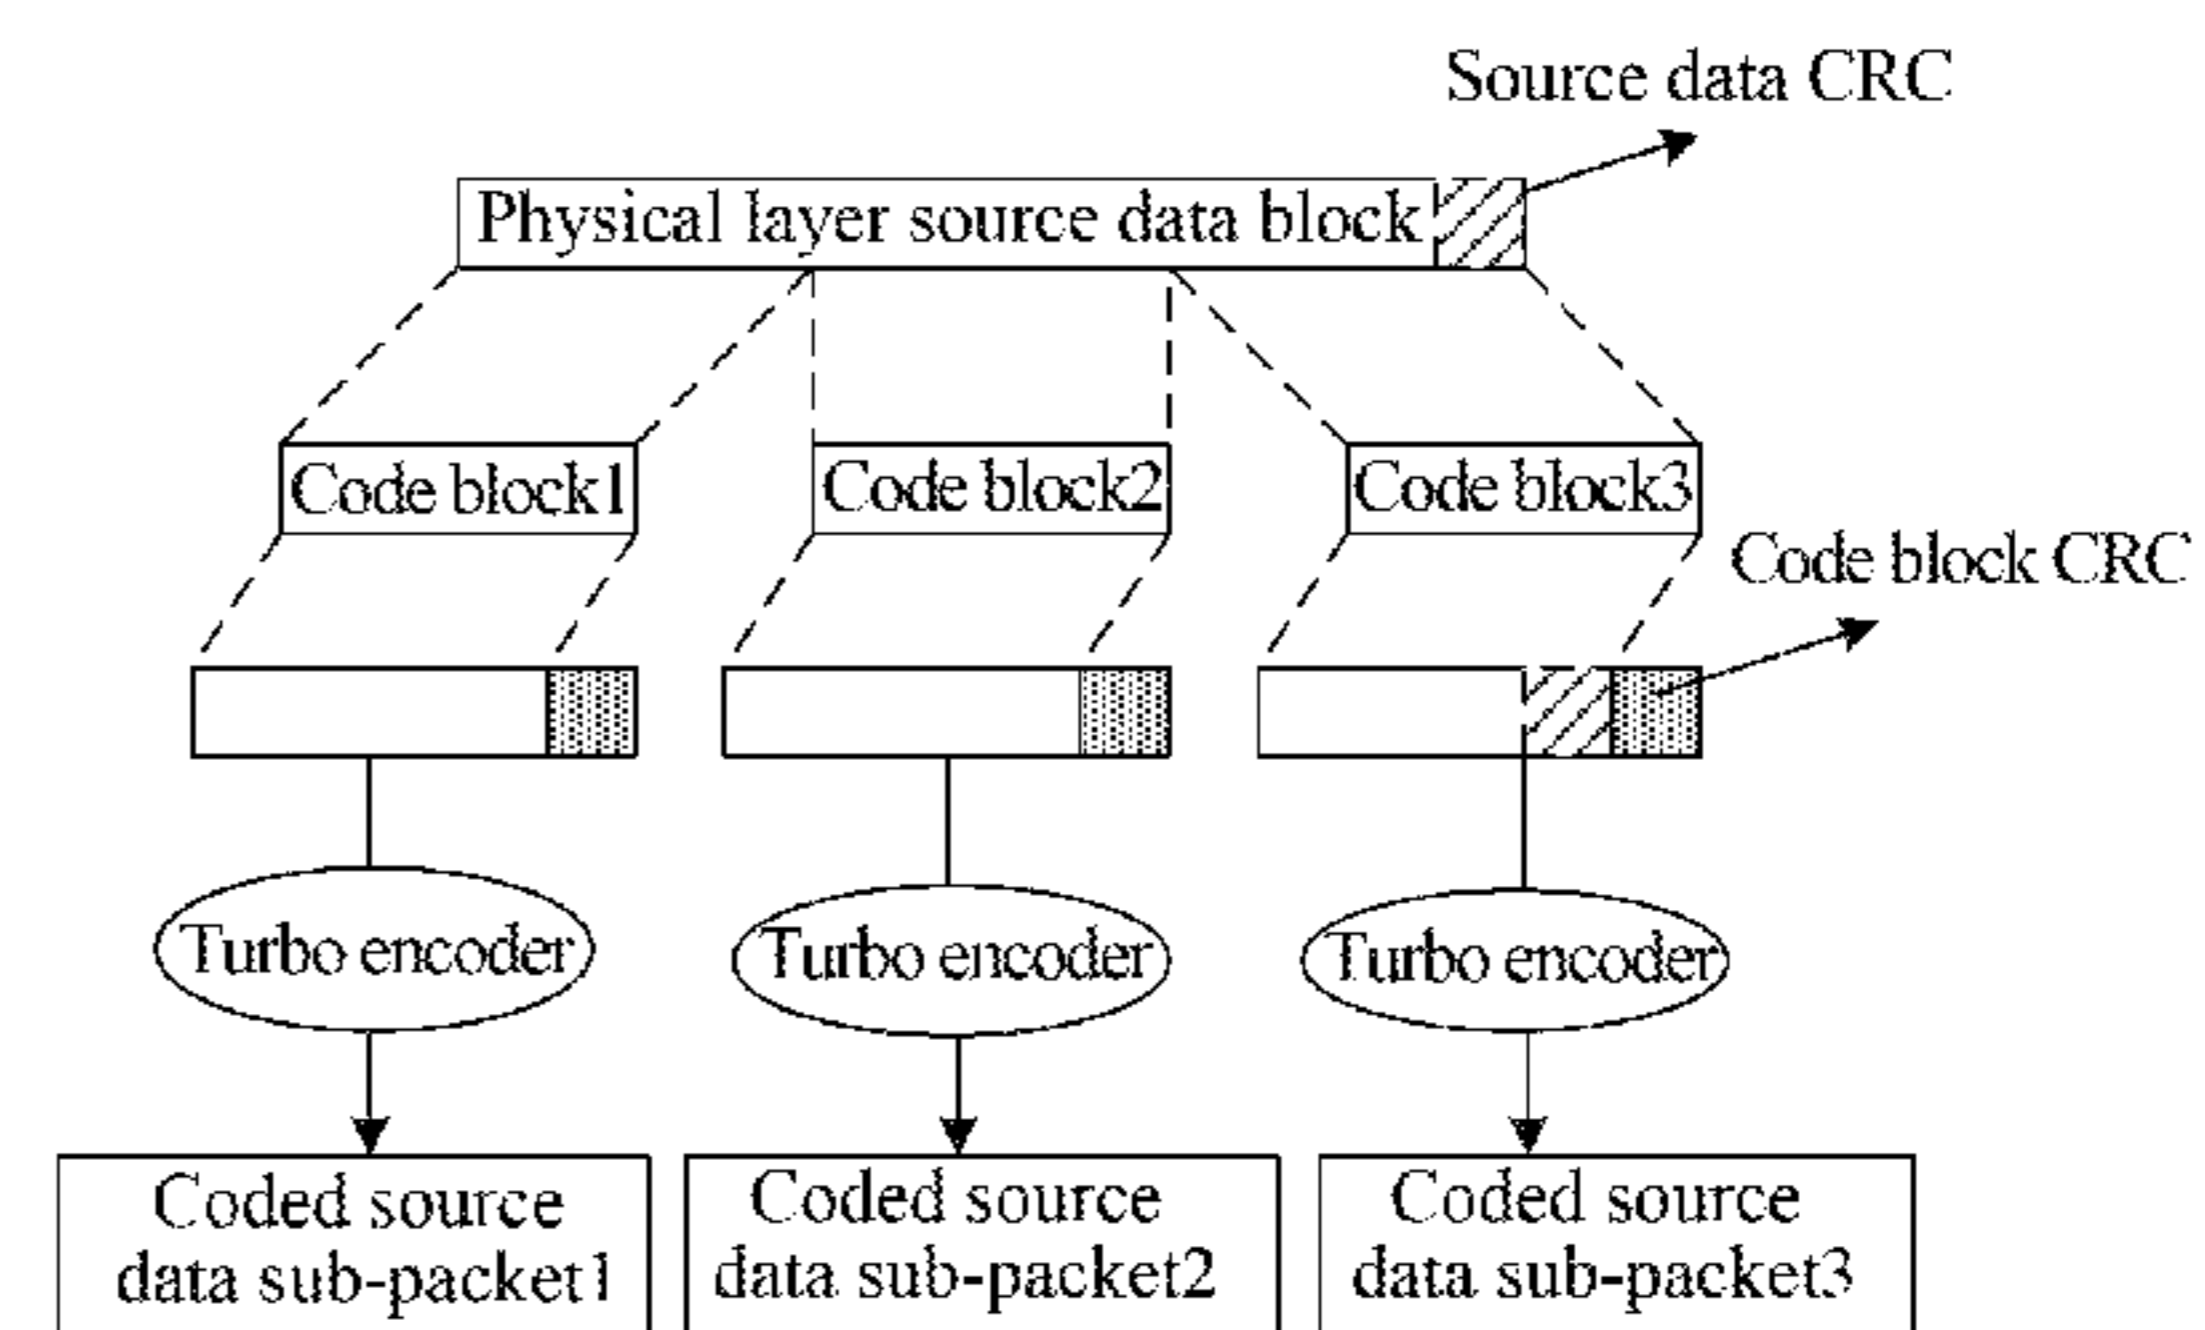 Source data CRC
Physical layer source data block
Code block1
Code block2
Code block3
Code block CRC
Turbo encoder
Turbo encoder
Turbo encoder
Coded source
data sub-packet1
Coded source
data sub-packet2
Coded source
data sub-packet3